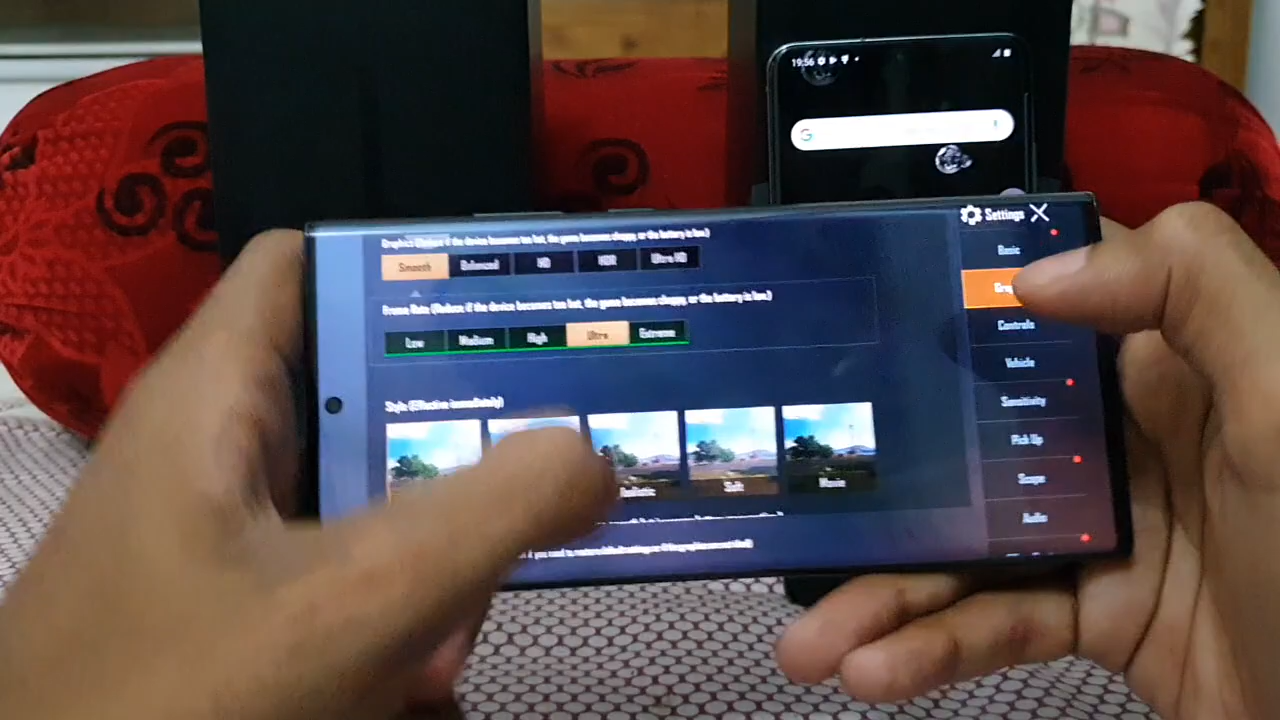 19:56
Settings
Graphics (Reduce if the device becomes too hot, the game becomes choppy, or the battery is low.)
Basic
Smooth Balanced HD HDR Ultra HD
Frame Rate (Reduce if the device becomes too hot, the game becomes choppy, or the battery is low.)
Controls
Low Medium High Ultra Extreme
Vehicle
Style (Effective immediately)
Sensitivity
Pick Up
Realistic Soft Movie
Scope
Audio